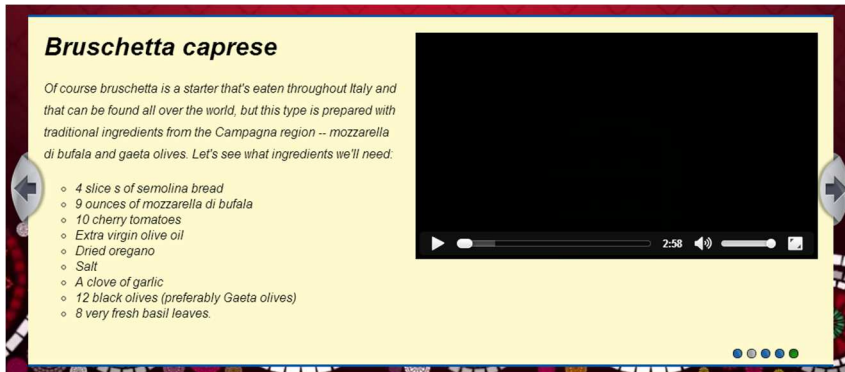 Bruschetta caprese
Of course bruschetta is a starter that's eaten throughout Italy and
that can be found all over the world, but this type is prepared with
traditional ingredients from the Campagna region -- mozzarella
di bufala and gaeta olives. Let's see what ingredients we'll need:
4 slice s of semolina bread
9 ounces of mozzarella di bufala
10 cherry tomatoes
Extra virgin olive oil
Dried oregano
Salt
A clove of garlic
12 black olives (preferably Gaeta olives)
8 very fresh basil leaves.
2:58